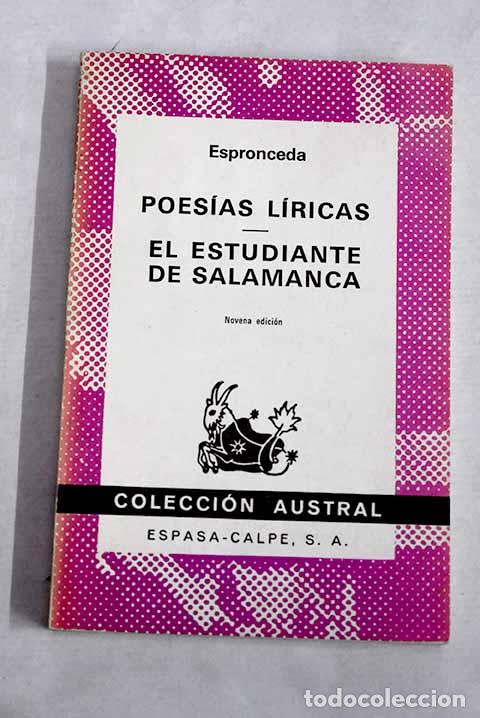 Espronceda
POESÍAS LÍRICAS
EL ESTUDIANTE
DE SALAMANCA
Novena edición
COLECCIÓN AUSTRAL
ESPASA-CALPE, S. A.
todocoleccion